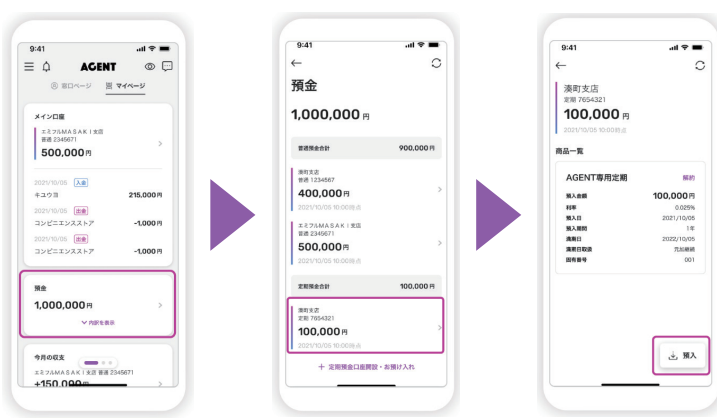 9:41
AGENT
窓口ページ マイページ
メイン口座
エミフルMASAKI支店
普通 2345671
500,000円
2021/10/05 入金
キユウヨ 215,000円
2021/10/05 出金
コンビニエンスストア -1,000円
2021/10/05 出金
コンビニエンスストア -1,000円
預金
1,000,000円
内訳を表示
今月の収支
エミフルMASAKI支店 普通 2345671
+150,000円
9:41
預金
1,000,000 円
普通預金合計 900,000円
湊町支店
普通 1234567
400,000円
2021/10/05 10:00時点
エミフルMASAKI支店
普通 2345671
500,000円
2021/10/05 10:00時点
定期預金合計 100,000円
湊町支店
定期 7654321
100,000円
2021/10/05 10:00時点
+ 定期預金口座開設・お預け入れ
9:41
湊町支店
定期 7654321
100,000 円
2021/10/05 10:00時点
商品一覧
AGENT専用定期 解約
預入金額 100,000円
利率 0.025%
預入日 2021/10/05
預入期間 1年
満期日 2022/10/05
満期日取扱 元加継続
固有番号 001
預入